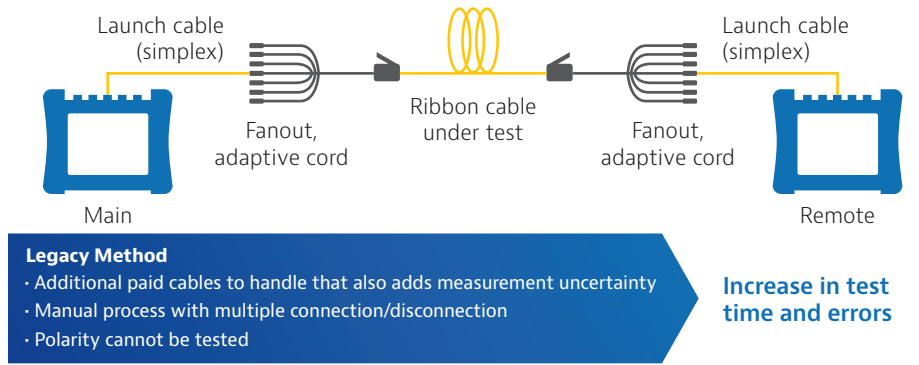 Launch cable
(simplex)
Launch cable
(simplex)
Fanout,
adaptive cord
Ribbon cable
under test
Fanout,
adaptive cord
Main
Remote
Legacy Method
· Additional paid cables to handle that also adds measurement uncertainty
· Manual process with multiple connection/disconnection
· Polarity cannot be tested
Increase in test
time and errors